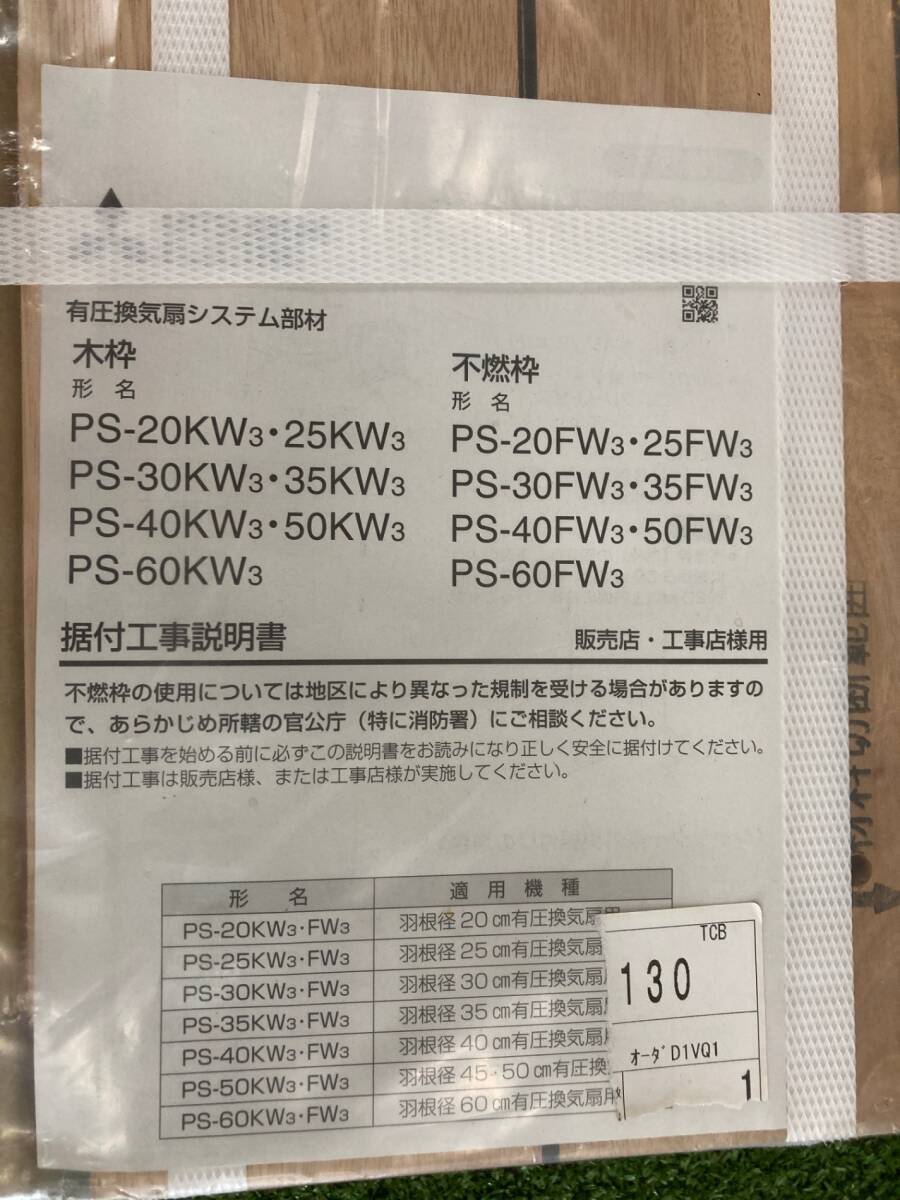 有圧換気扇システム部材
木枠
形 名
PS-20KW3・25KW3
PS-30KW3・35KW3
PS-40KW3・50KW3
PS-60KW3
不燃枠
形 名
PS-20FW3・25FW3
PS-30FW3・35FW3
PS-40FW3・50FW3
PS-60FW3
据付工事説明書 販売店・工事店様用
不燃枠の使用については地区により異なった規制を受ける場合がありますの
で、あらかじめ所轄の官公庁（特に消防署）にご相談ください。
■据付工事を始める前に必ずこの説明書をお読みになり正しく安全に据付けてください。
■据付工事は販売店様、または工事店様が実施してください。
形 名 適用機種
PS-20KW3・FW3 羽根径20cm有圧換気扇用
PS-25KW3・FW3 羽根径25cm有圧換気扇
PS-30KW3・FW3 羽根径30cm有圧換気扇
PS-35KW3・FW3 羽根径35cm有圧換気扇
PS-40KW3・FW3 羽根径40cm有圧換気扇
PS-50KW3・FW3 羽根径45・50cm有圧換
PS-60KW3・FW3 羽根径60cm有圧換気扇用
TCB
130
ｵｰﾀﾞD1VQ1
1